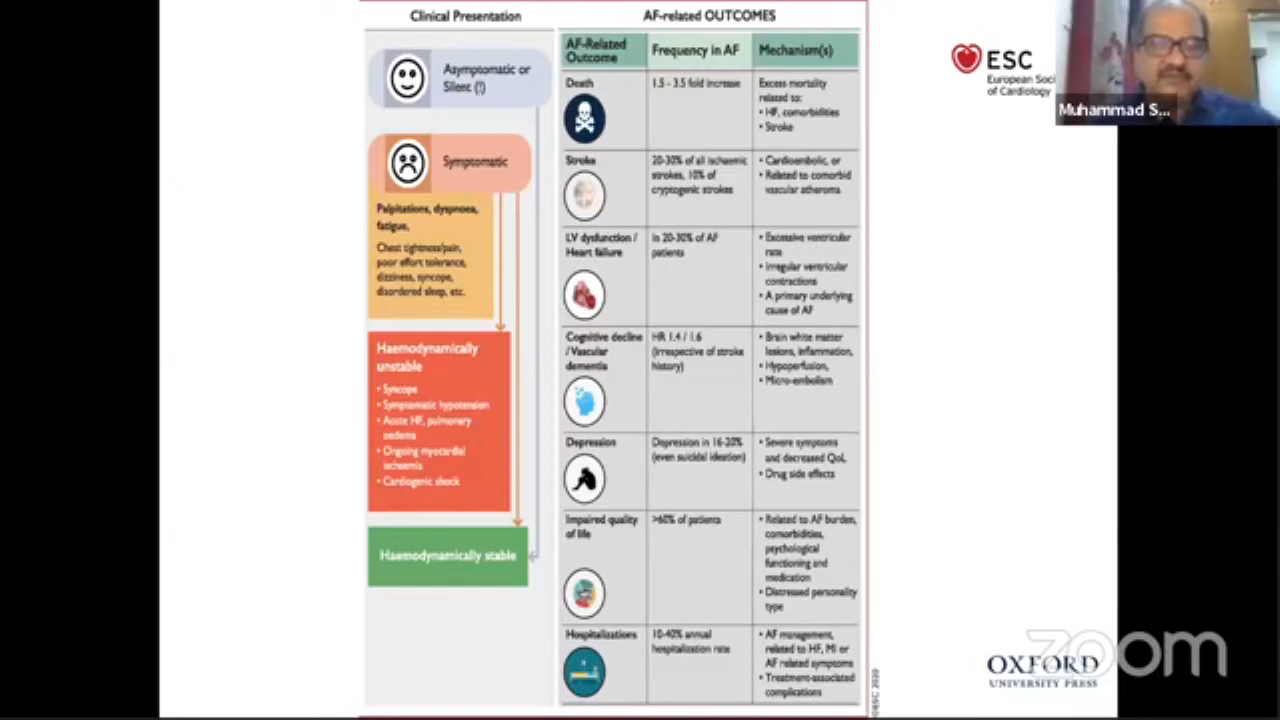 Clinical Presentation
Asymptomatic or
Silent (!)
Symptomatic
Palpitations, dyspnoea,
fatigue,
Chest tightness/pain,
poor effort tolerance,
dizziness, syncope,
disordered sleep, etc.
Haemodynamically
unstable
• Syncope
• Symptomatic hypotension
• Acute HF, pulmonary
oedema
• Ongoing myocardial
ischaemia
• Cardiogenic shock
Haemodynamically stable
AF-related OUTCOMES
AF-Related
Outcome
Frequency in AF
Mechanism(s)
Death
1.5 - 3.5 fold increase
Excess mortality
related to:
• HF, comorbidities
• Stroke
Stroke
20-30% of all ischaemic
strokes, 10% of
cryptogenic strokes
• Cardioembolic, or
• Related to comorbid
vascular atheroma
LV dysfunction /
Heart failure
In 20-30% of AF
patients
• Excessive ventricular
rate
• Irregular ventricular
contractions
• A primary underlying
cause of AF
Cognitive decline
/ Vascular
dementia
HR 1.4 / 1.6
(irrespective of stroke
history)
• Brain white matter
lesions, inflammation,
• Hypoperfusion,
• Micro-embolism
Depression
Depression in 16-20%
(even suicidal ideation)
• Severe symptoms
and decreased QoL
• Drug side effects
Impaired quality
of life
>60% of patients
• Related to AF burden,
comorbidities,
psychological
functioning and
medication
• Distressed personality
type
Hospitalizations
10-40% annual
hospitalization rate
• AF management,
related to HF, MI or
AF related symptoms
• Treatment-associated
complications
©ESC 2020
ESC
European Soci
of Cardiology
Muhammad S...
zoom
OXFORD
UNIVERSITY PRESS